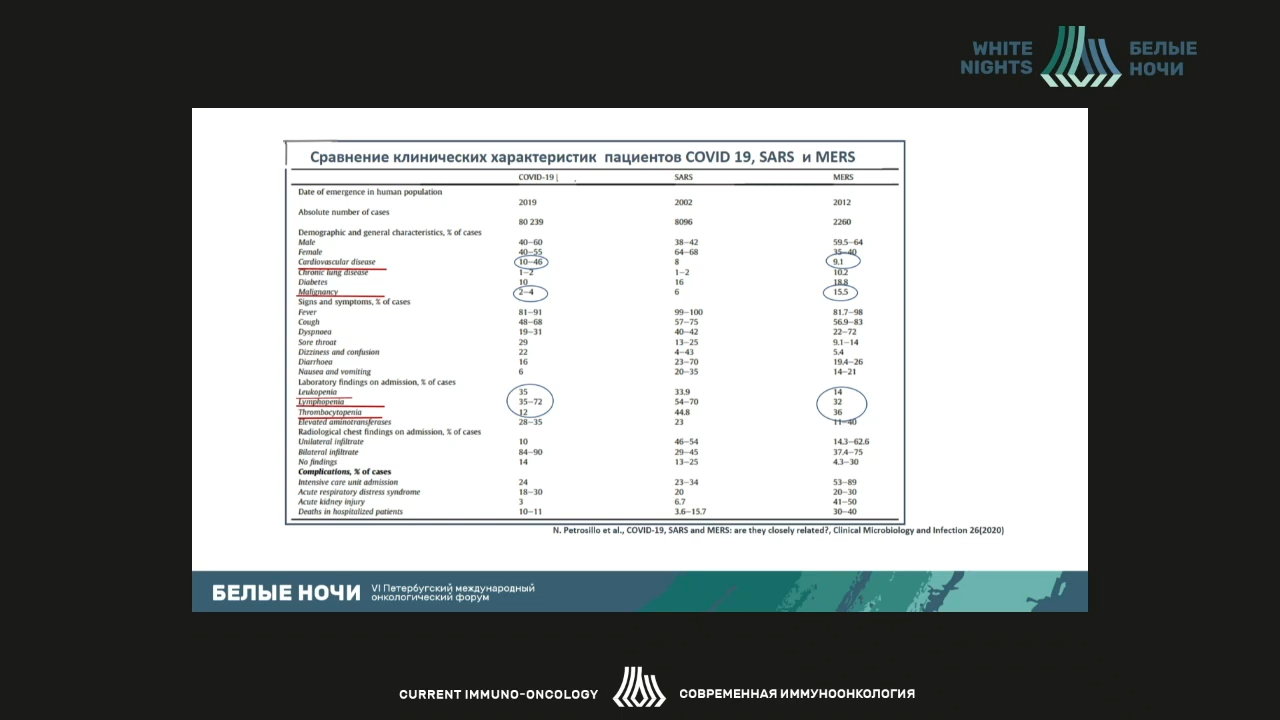 WHITE
NIGHTS
БЕЛЫЕ
НОЧИ
Сравнение клинических характеристик пациентов COVID 19, SARS и MERS
COVID-19 SARS MERS
Date of emergence in human population
2019 2002 2012
Absolute number of cases
80 239 8096 2260
Demographic and general characteristics, % of cases
Male 40–60 38–42 59.5–64
Female 40–55 64–68 35–40
Cardiovascular disease 10–46 8 9.1
Chronic lung disease 1–2 1–2 10.2
Diabetes 10 16 18.8
Malignancy 2–4 6 15.5
Signs and symptoms, % of cases
Fever 81–91 99–100 81.7–98
Cough 48–68 57–75 56.9–83
Dyspnoea 19–31 40–42 22–72
Sore throat 29 13–25 9.1–14
Dizziness and confusion 22 4–43 5.4
Diarrhoea 16 23–70 19.4–26
Nausea and vomiting 6 20–35 14–21
Laboratory findings on admission, % of cases
Leukopenia 35 33.9 14
Lymphopenia 35–72 54–70 32
Thrombocytopenia 12 44.8 36
Elevated aminotransferases 28–35 23 11–40
Radiological chest findings on admission, % of cases
Unilateral infiltrate 10 46–54 14.3–62.6
Bilateral infiltrate 84–90 29–45 37.4–75
No findings 14 13–25 4.3–30
Complications, % of cases
Intensive care unit admission 24 23–34 53–89
Acute respiratory distress syndrome 18–30 20 20–30
Acute kidney injury 3 6.7 41–50
Deaths in hospitalized patients 10–11 3.6–15.7 30–40
N. Petrosillo et al., COVID-19, SARS and MERS: are they closely related?, Clinical Microbiology and Infection 26(2020)
БЕЛЫЕ НОЧИ
VI Петербугский международный
онкологический форум
CURRENT IMMUNO-ONCOLOGY
СОВРЕМЕННАЯ ИММУНООНКОЛОГИЯ